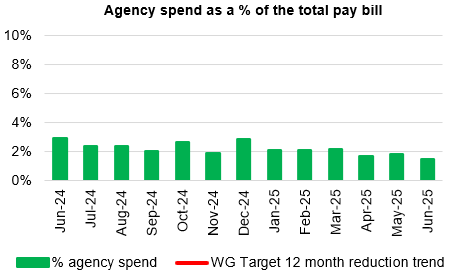 Agency spend as a % of the total pay bill
10%
8%
6%
4%
2%
0%
Jun-24
Jul-24
Aug-24
Sep-24
Oct-24
Nov-24
Dec-24
Jan-25
Feb-25
Mar-25
Apr-25
May-25
Jun-25
% agency spend
WG Target 12 month reduction trend